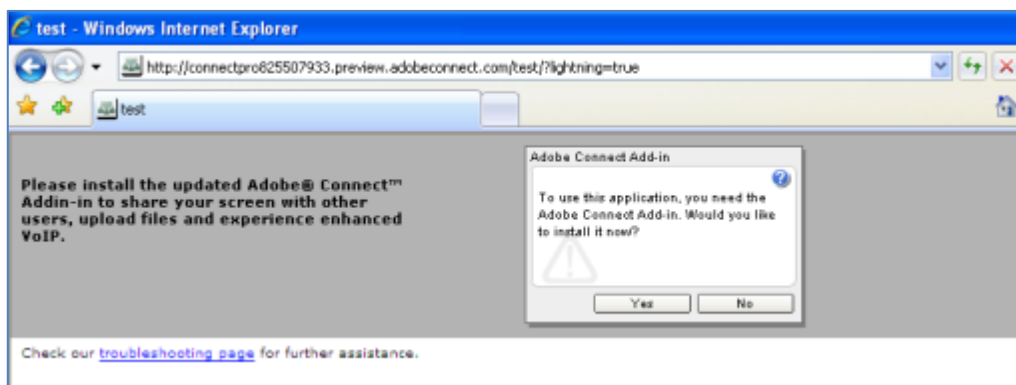 test - Windows Internet Explorer
http://connectpro825507933.preview.adobeconnect.com/test/?lightning=true
test
Please install the updated Adobe® Connect™
Addin-in to share your screen with other
users, upload files and experience enhanced
VoIP.
Adobe Connect Add-in
To use this application, you need the
Adobe Connect Add-in. Would you like
to install it now?
Yes No
Check our troubleshooting page for further assistance.